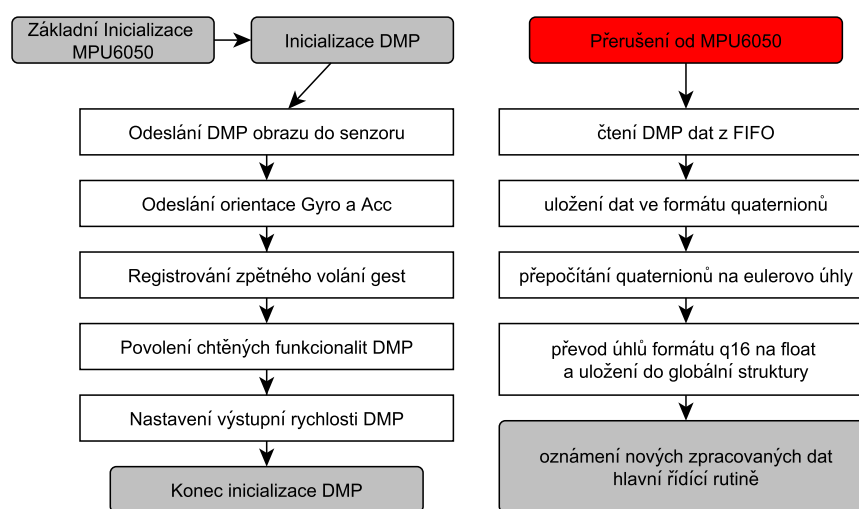 Základní Inicializace
MPU6050
Inicializace DMP
Odeslání DMP obrazu do senzoru
Odeslání orientace Gyro a Acc
Registrování zpětného volání gest
Povolení chtěných funkcionalit DMP
Nastavení výstupní rychlosti DMP
Konec inicializace DMP
Přerušení od MPU6050
čtení DMP dat z FIFO
uložení dat ve formátu quaternionů
přepočítání quaternionů na eulerovo úhly
převod úhlů formátu q16 na float
a uložení do globální struktury
oznámení nových zpracovaných dat
hlavní řídící rutině